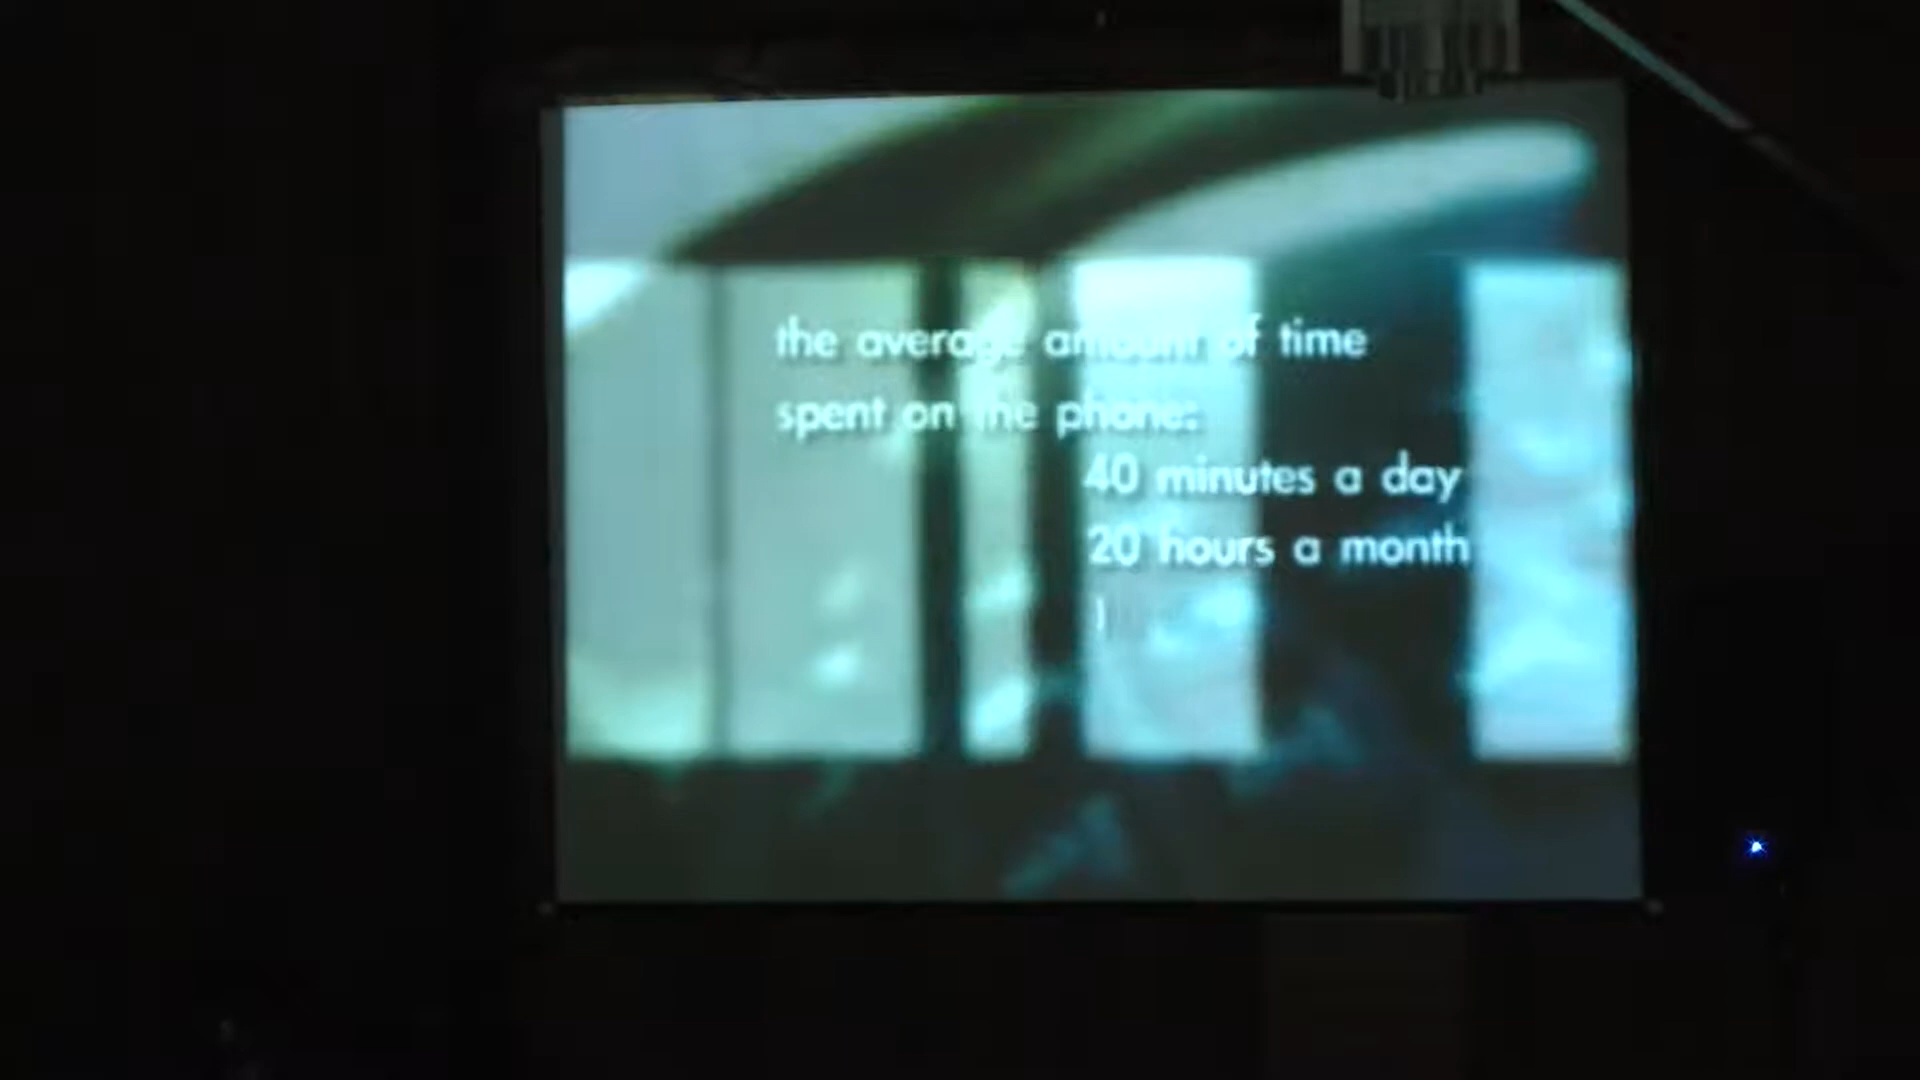 the average amount of time
spent on the phone:
40 minutes a day
20 hours a month